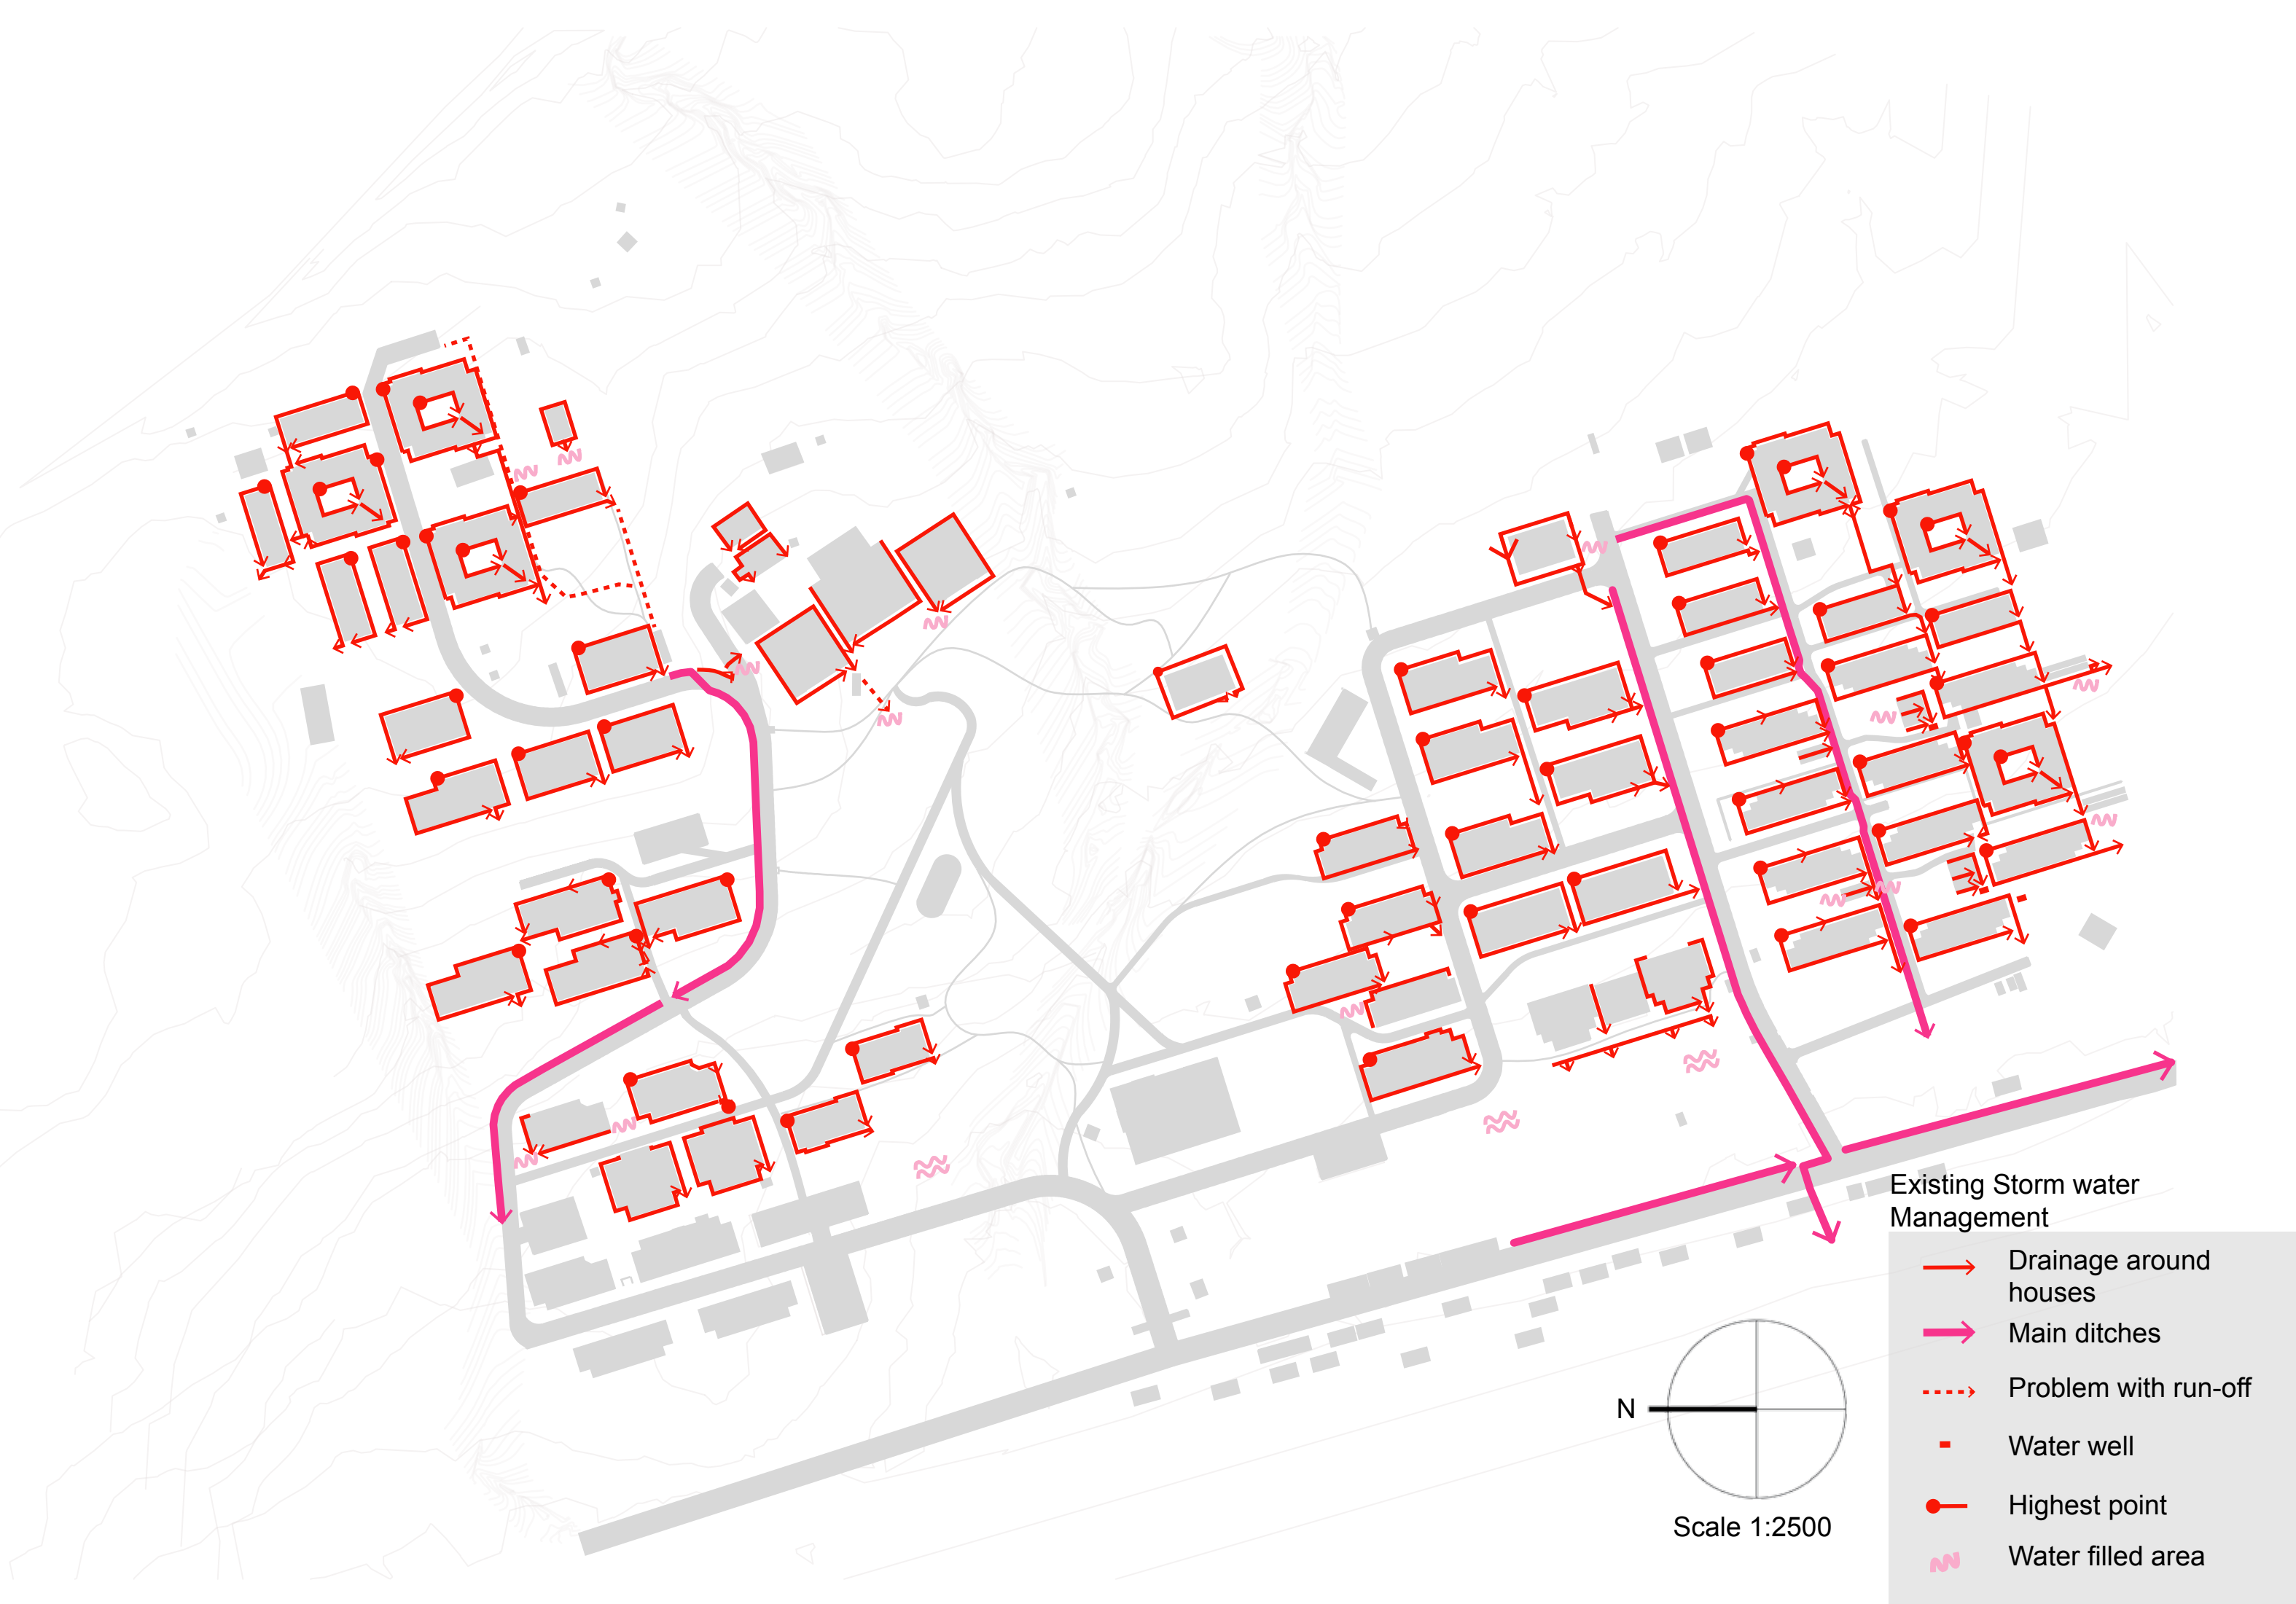 Existing Storm water
Management
Drainage around
houses
Main ditches
Problem with run-off
Water well
Highest point
Water filled area
N
Scale 1:2500